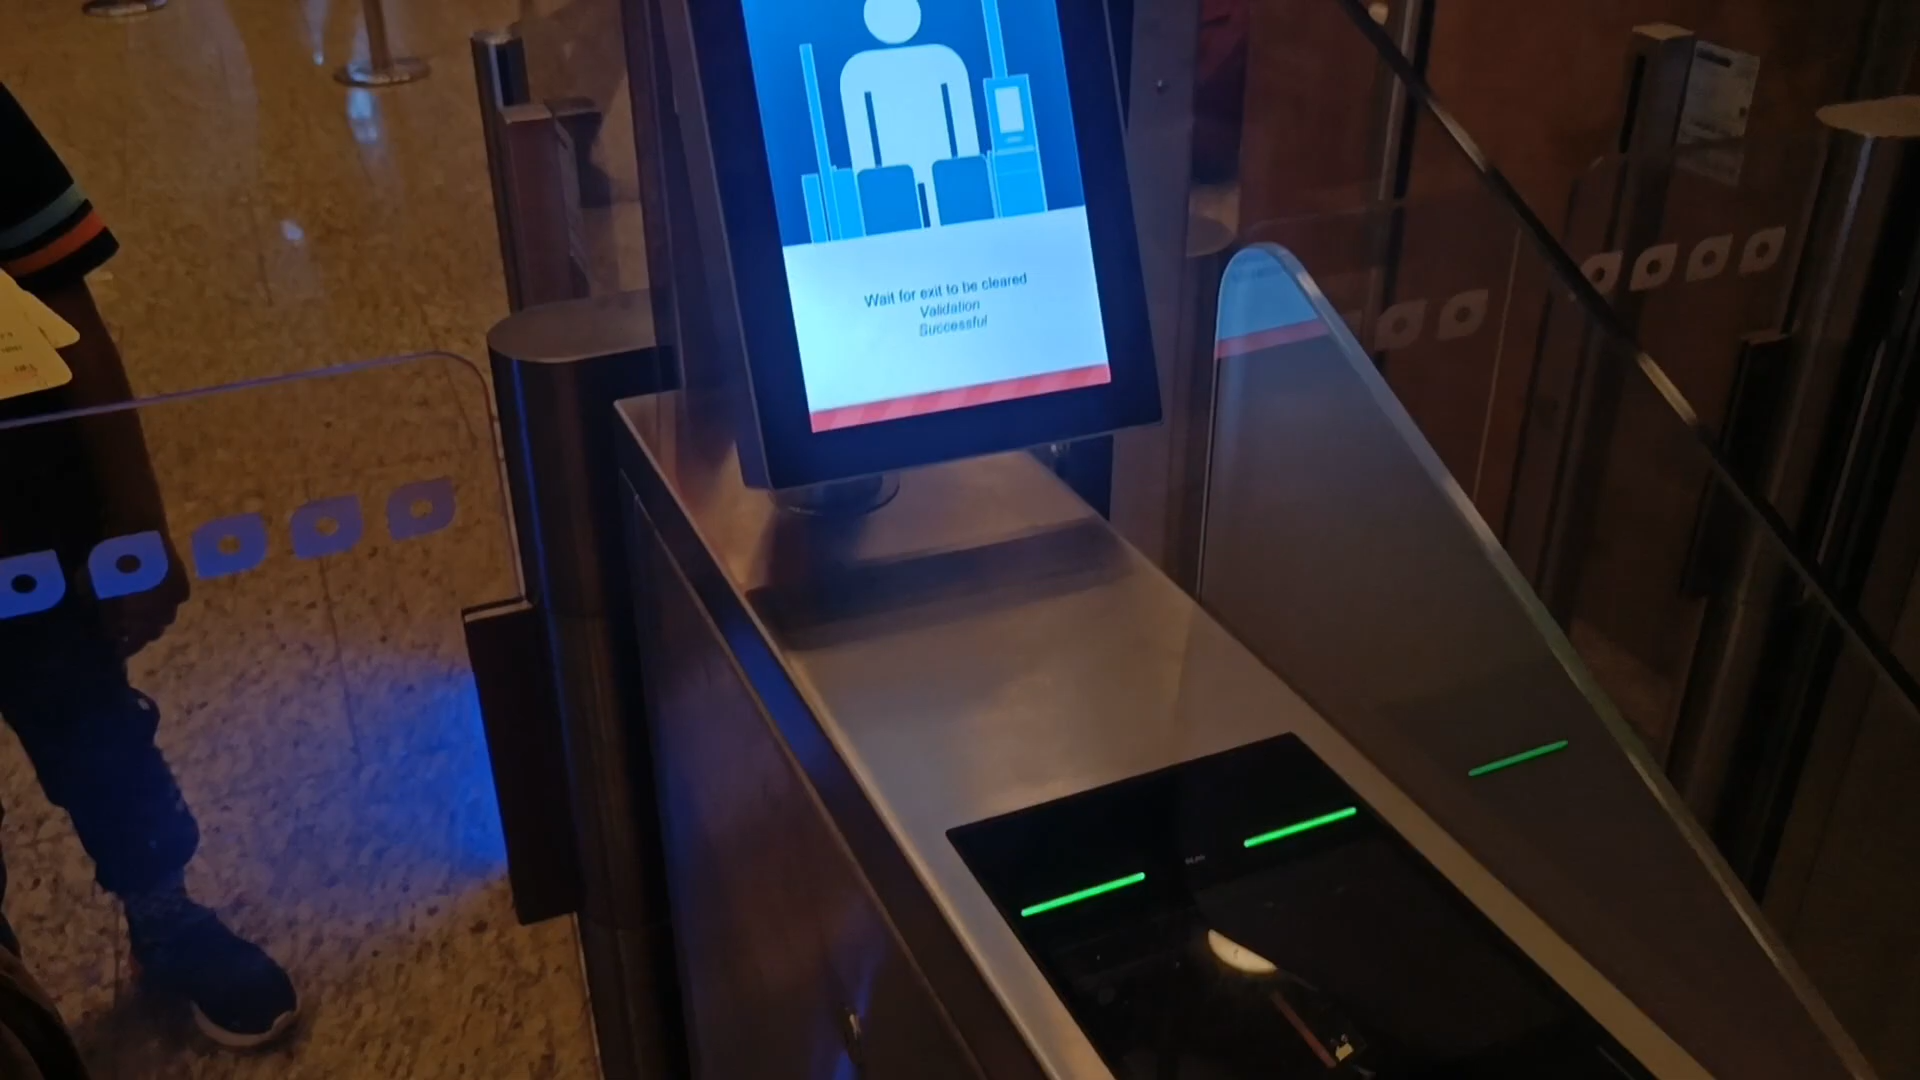 Wait for exit to be cleared
Validation
Successful